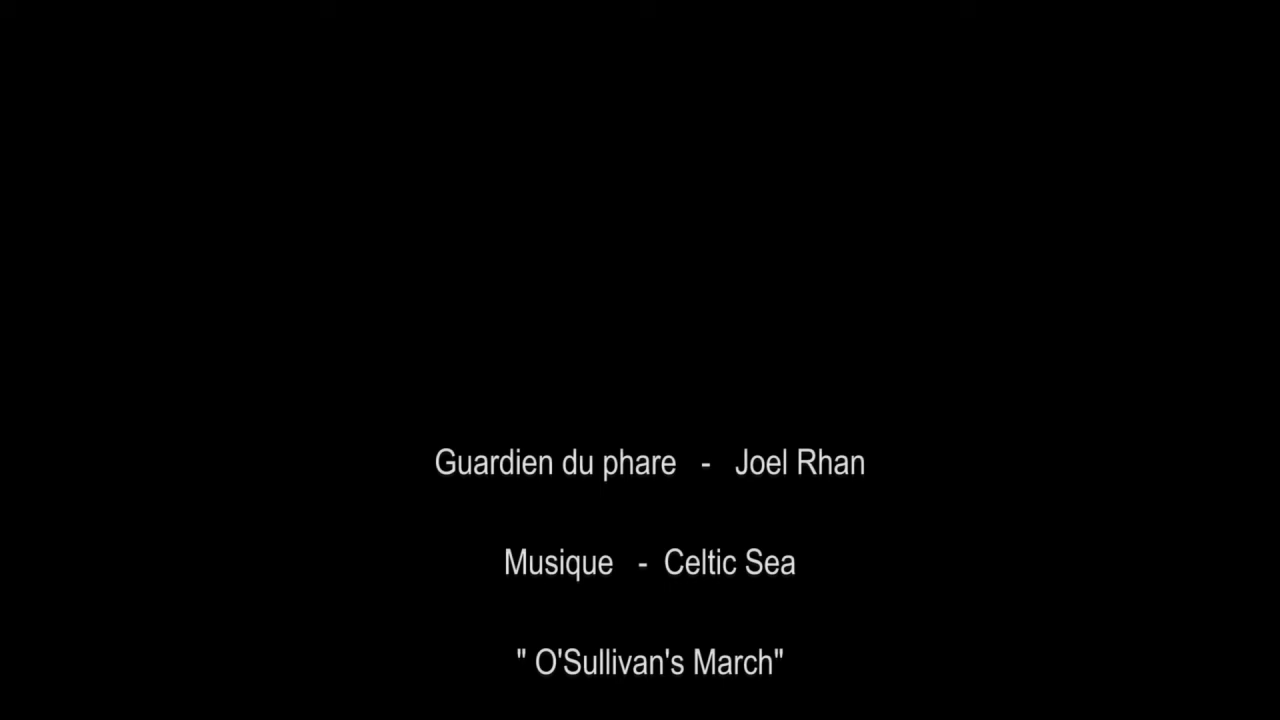 Guardien du phare - Joel Rhan
Musique - Celtic Sea
" O'Sullivan's March"